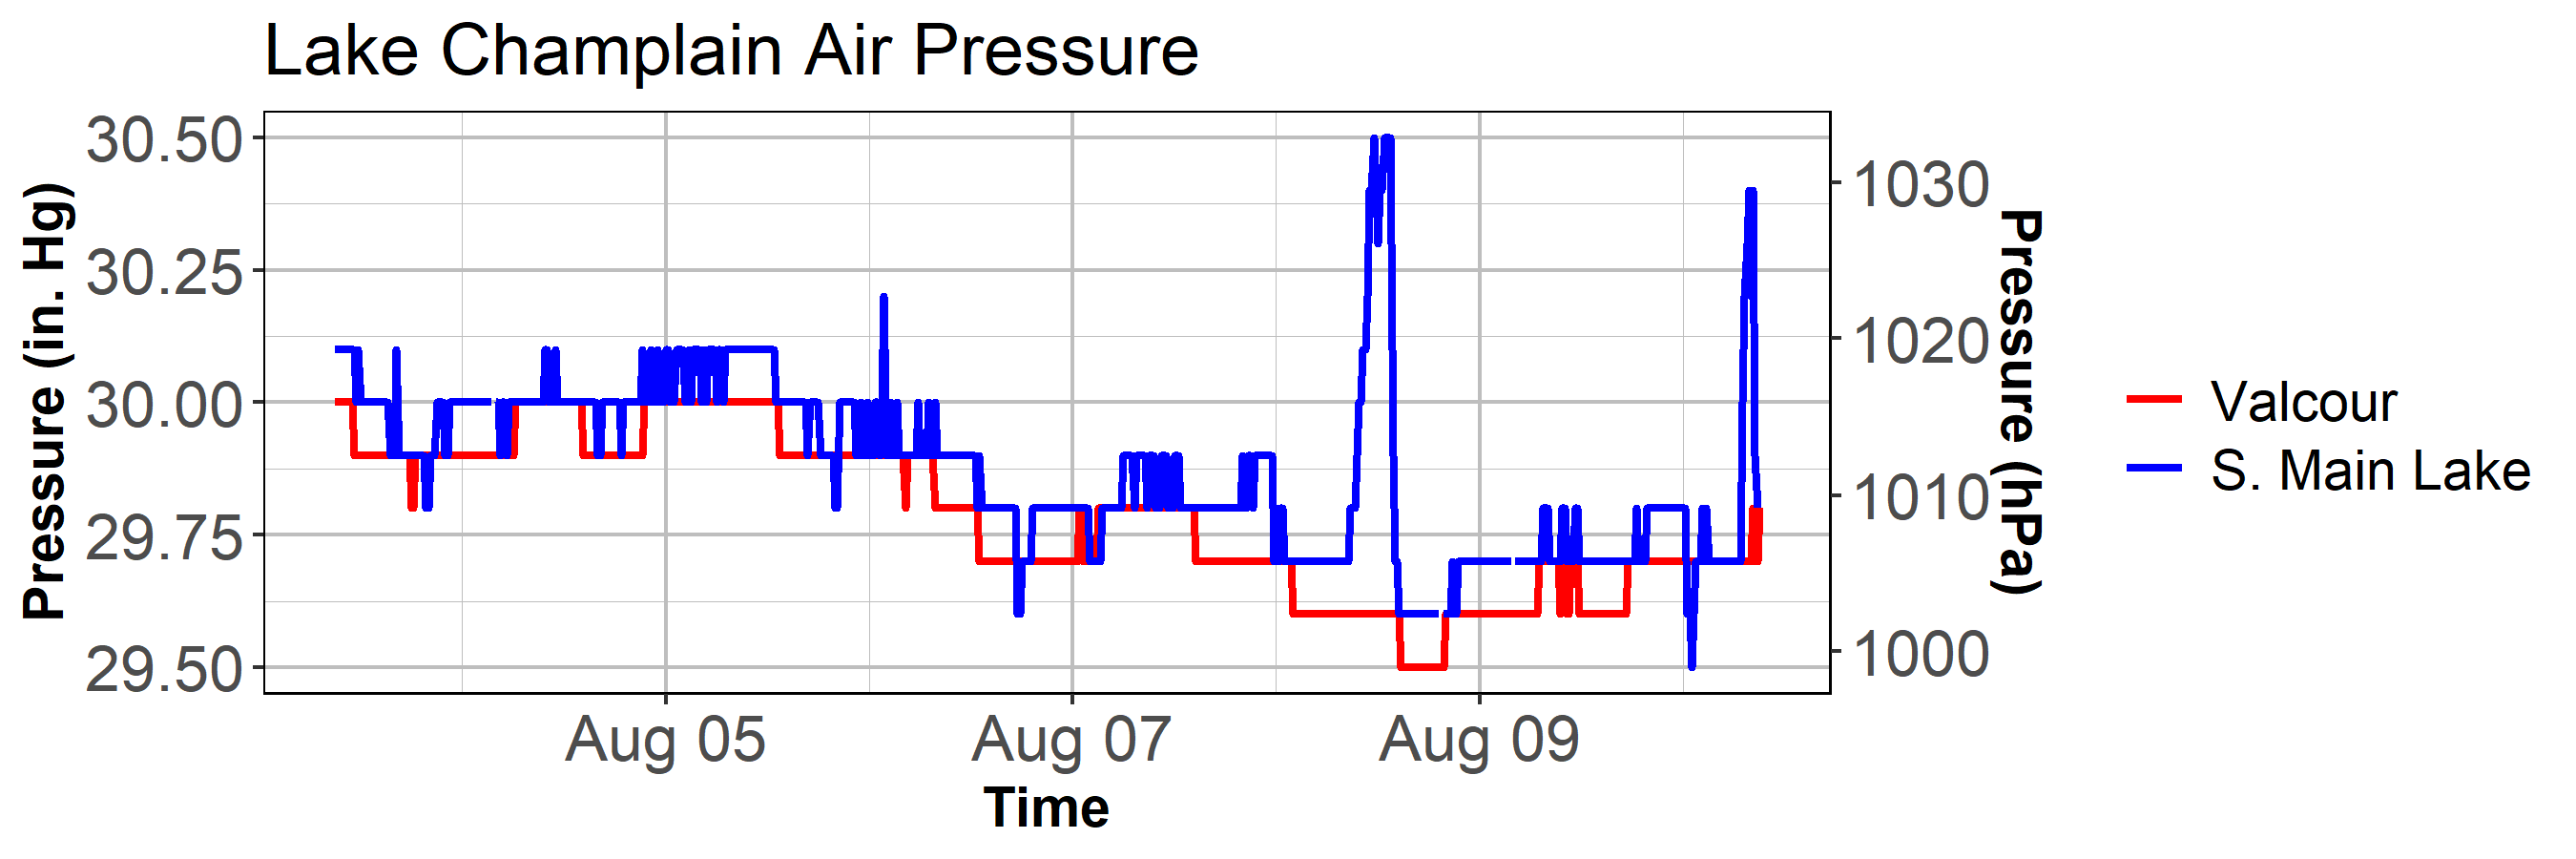 Lake Champlain Air Pressure
Pressure (in. Hg)
30.50
30.25
30.00
29.75
29.50
1030
1020
1010
1000
Pressure (hPa)
Valcour
S. Main Lake
Aug 05
Aug 07
Aug 09
Time